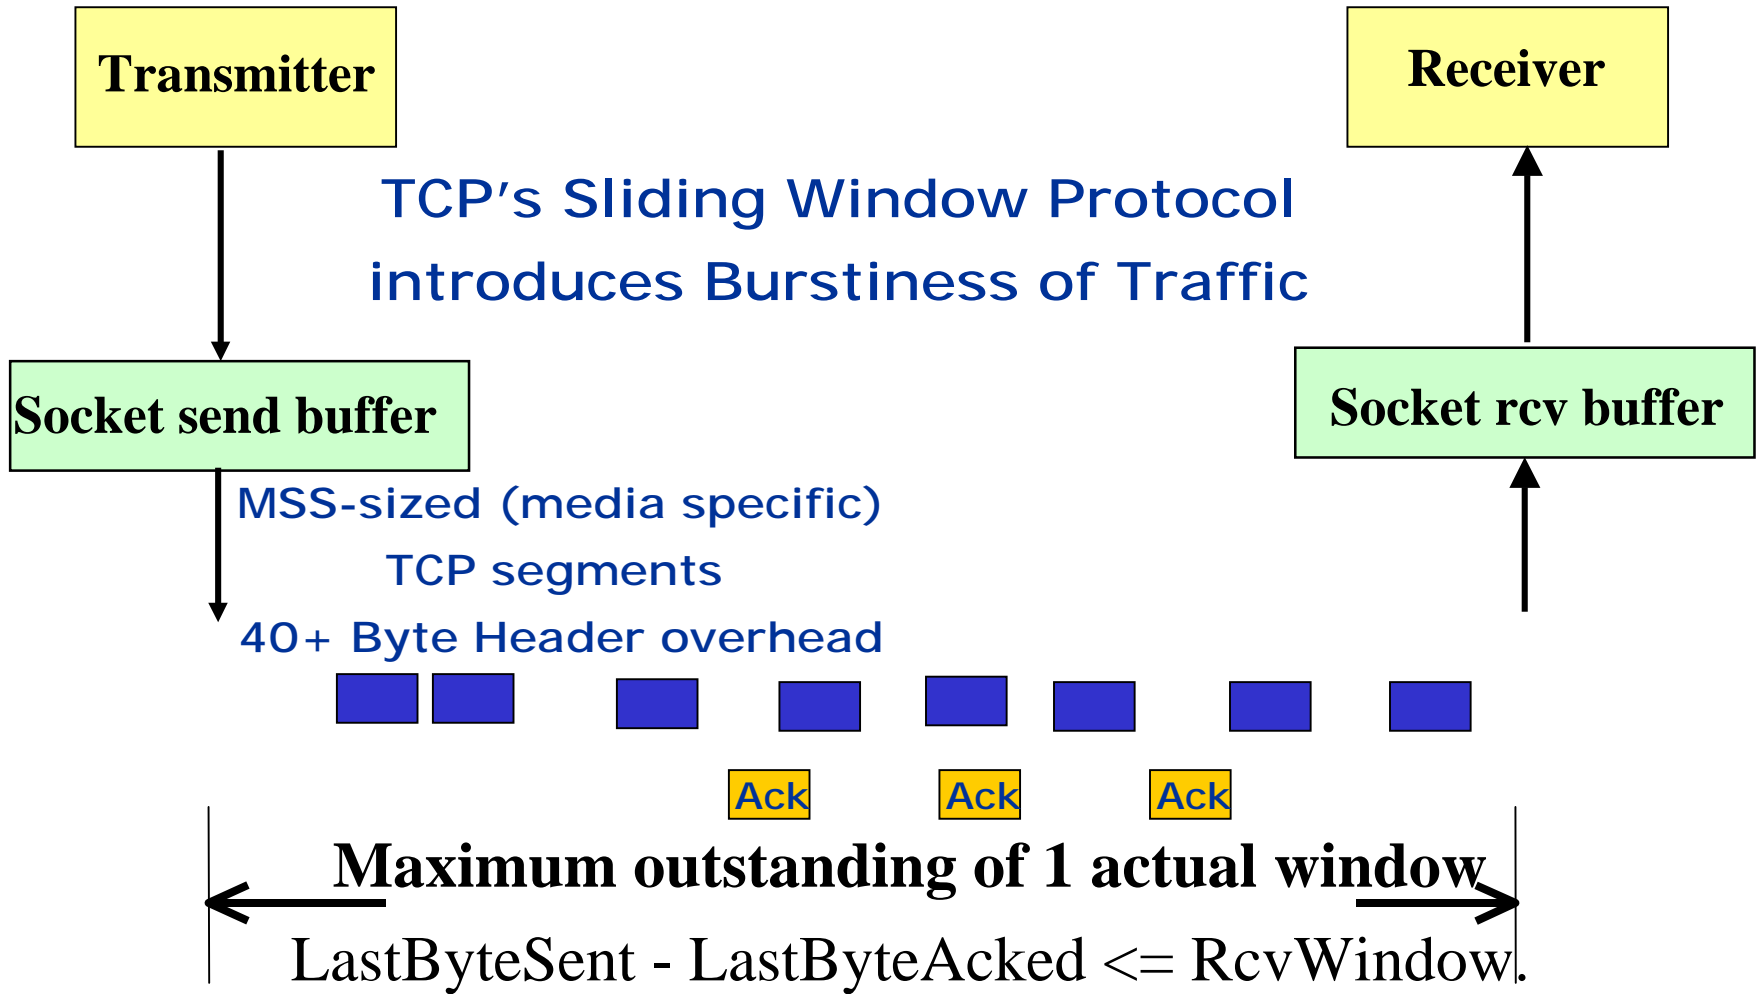 Transmitter
Receiver
TCP's Sliding Window Protocol
introduces Burstiness of Traffic
Socket send buffer
Socket rcv buffer
MSS-sized (media specific)
TCP segments
40+ Byte Header overhead
Ack
Ack
Ack
Maximum outstanding of 1 actual window
LastByteSent - LastByteAcked <= RcvWindow.